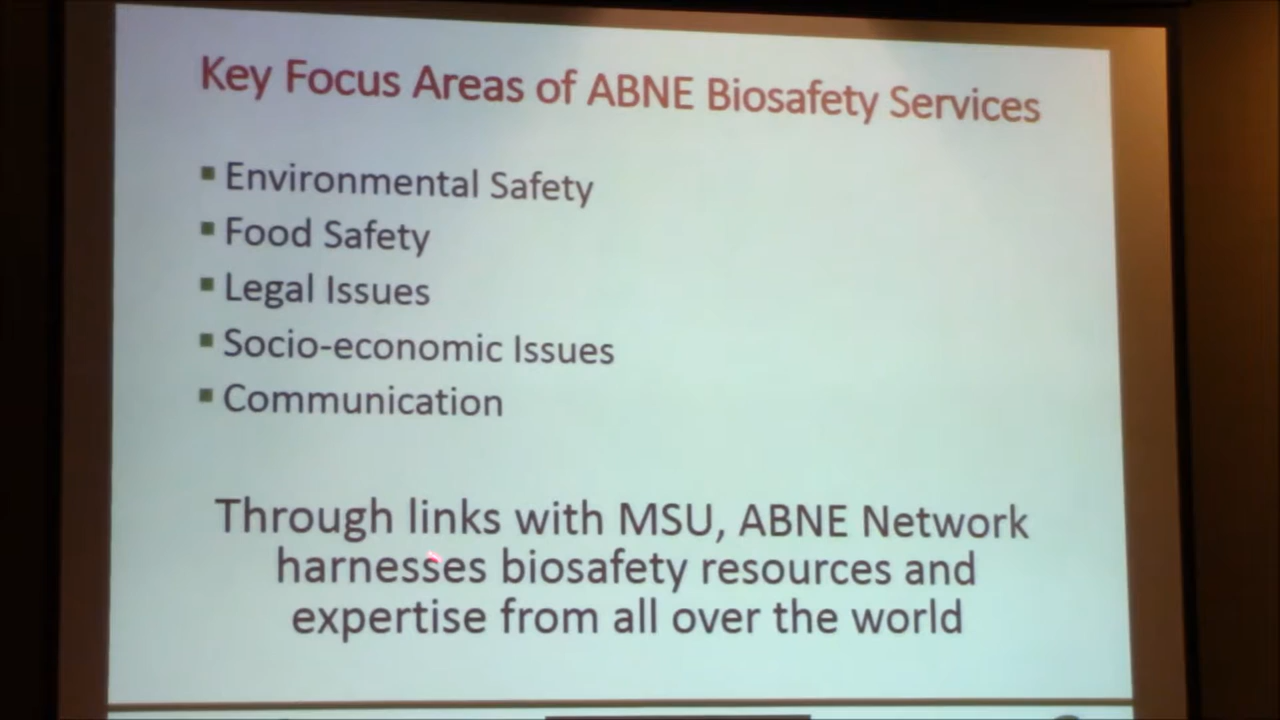 Key Focus Areas of ABNE Biosafety Services
▪ Environmental Safety
▪ Food Safety
▪ Legal Issues
▪ Socio-economic Issues
▪ Communication
Through links with MSU, ABNE Network
harnesses biosafety resources and
expertise from all over the world